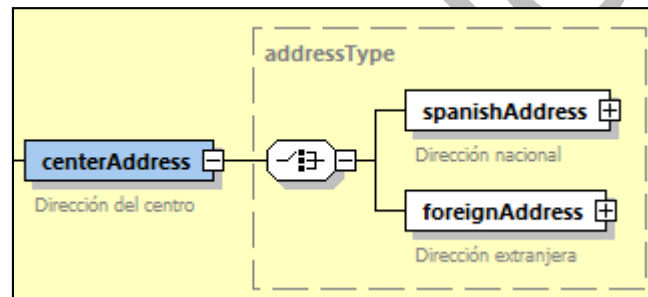 addressType
spanishAddress
Dirección nacional
centerAddress
Dirección del centro
foreignAddress
Dirección extranjera